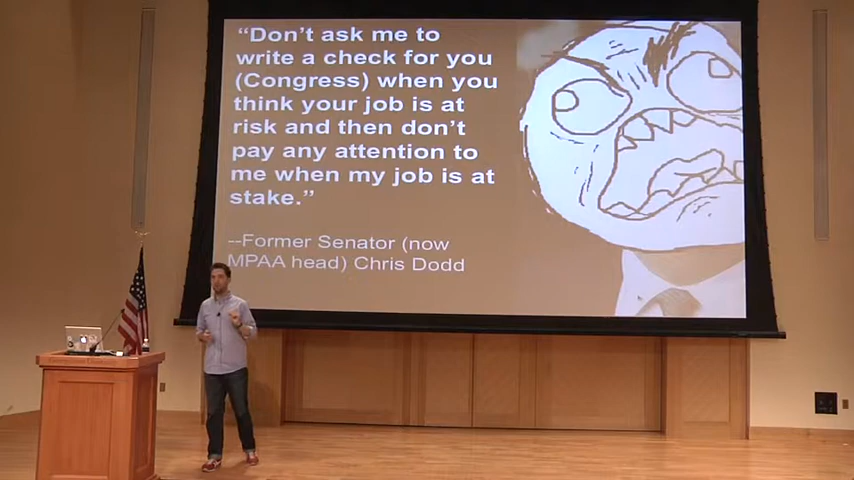 “Don’t ask me to
write a check for you
(Congress) when you
think your job is at
risk and then don’t
pay any attention to
me when my job is at
stake.”
--Former Senator (now
MPAA head) Chris Dodd